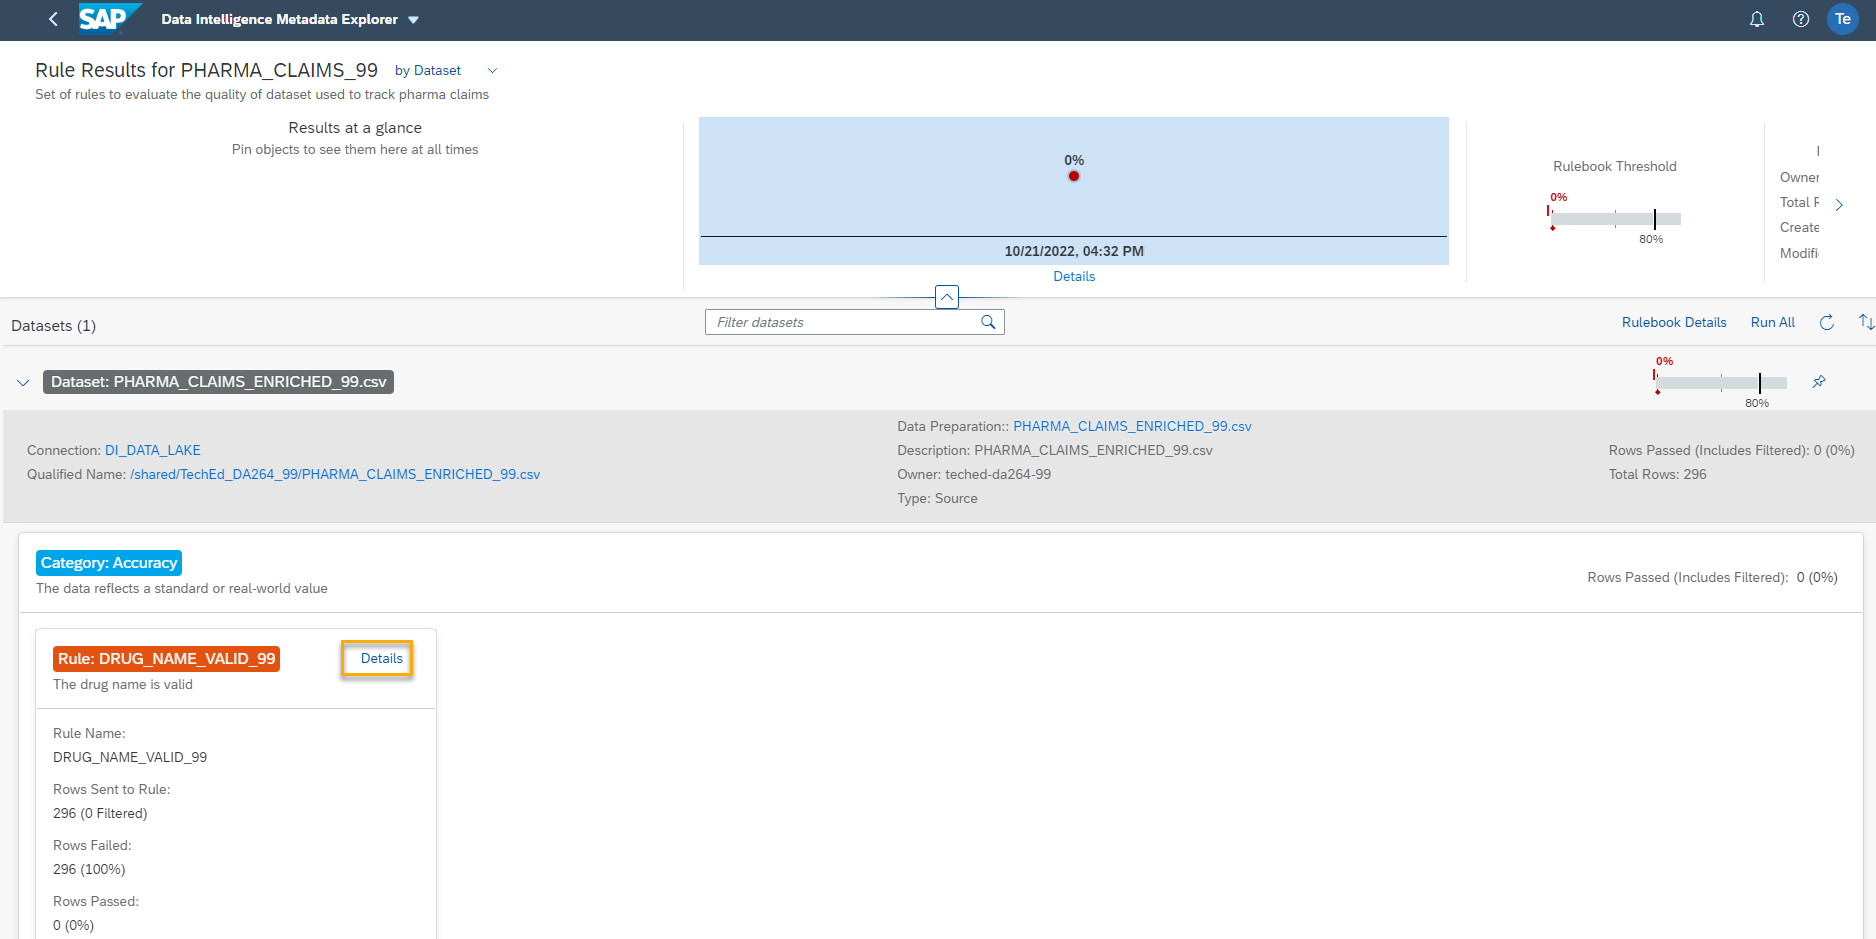 SAP Data Intelligence Metadata Explorer
Te
Rule Results for PHARMA_CLAIMS_99 by Dataset
Set of rules to evaluate the quality of dataset used to track pharma claims
Results at a glance
Pin objects to see them here at all times
0%
10/21/2022, 04:32 PM
Details
Rulebook Threshold
0%
80%
Owner
Total
Create
Modifi
Datasets (1)
Filter datasets
Rulebook Details Run All
Dataset: PHARMA_CLAIMS_ENRICHED_99.csv
0%
80%
Connection: DI_DATA_LAKE
Qualified Name: /shared/TechEd_DA264_99/PHARMA_CLAIMS_ENRICHED_99.csv
Data Preparation:: PHARMA_CLAIMS_ENRICHED_99.csv
Description: PHARMA_CLAIMS_ENRICHED_99.csv
Owner: teched-da264-99
Type: Source
Rows Passed (Includes Filtered): 0 (0%)
Total Rows: 296
Category: Accuracy
The data reflects a standard or real-world value
Rows Passed (Includes Filtered): 0 (0%)
Rule: DRUG_NAME_VALID_99
Details
The drug name is valid
Rule Name:
DRUG_NAME_VALID_99
Rows Sent to Rule:
296 (0 Filtered)
Rows Failed:
296 (100%)
Rows Passed:
0 (0%)